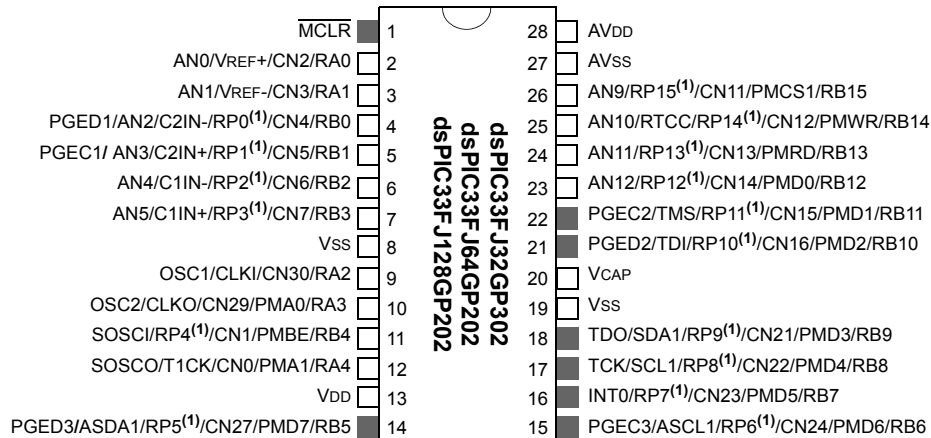 MCLR 1
AN0/VREF+/CN2/RA0 2
AN1/VREF-/CN3/RA1 3
PGED1/AN2/C2IN-/RP0(1)/CN4/RB0 4
PGEC1/ AN3/C2IN+/RP1(1)/CN5/RB1 5
AN4/C1IN-/RP2(1)/CN6/RB2 6
AN5/C1IN+/RP3(1)/CN7/RB3 7
VSS 8
OSC1/CLKI/CN30/RA2 9
OSC2/CLKO/CN29/PMA0/RA3 10
SOSCI/RP4(1)/CN1/PMBE/RB4 11
SOSCO/T1CK/CN0/PMA1/RA4 12
VDD 13
PGED3/ASDA1/RP5(1)/CN27/PMD7/RB5 14
dsPIC33FJ32GP302
dsPIC33FJ64GP202
dsPIC33FJ128GP202
28 AVDD
27 AVSS
26 AN9/RP15(1)/CN11/PMCS1/RB15
25 AN10/RTCC/RP14(1)/CN12/PMWR/RB14
24 AN11/RP13(1)/CN13/PMRD/RB13
23 AN12/RP12(1)/CN14/PMD0/RB12
22 PGEC2/TMS/RP11(1)/CN15/PMD1/RB11
21 PGED2/TDI/RP10(1)/CN16/PMD2/RB10
20 VCAP
19 VSS
18 TDO/SDA1/RP9(1)/CN21/PMD3/RB9
17 TCK/SCL1/RP8(1)/CN22/PMD4/RB8
16 INT0/RP7(1)/CN23/PMD5/RB7
15 PGEC3/ASCL1/RP6(1)/CN24/PMD6/RB6